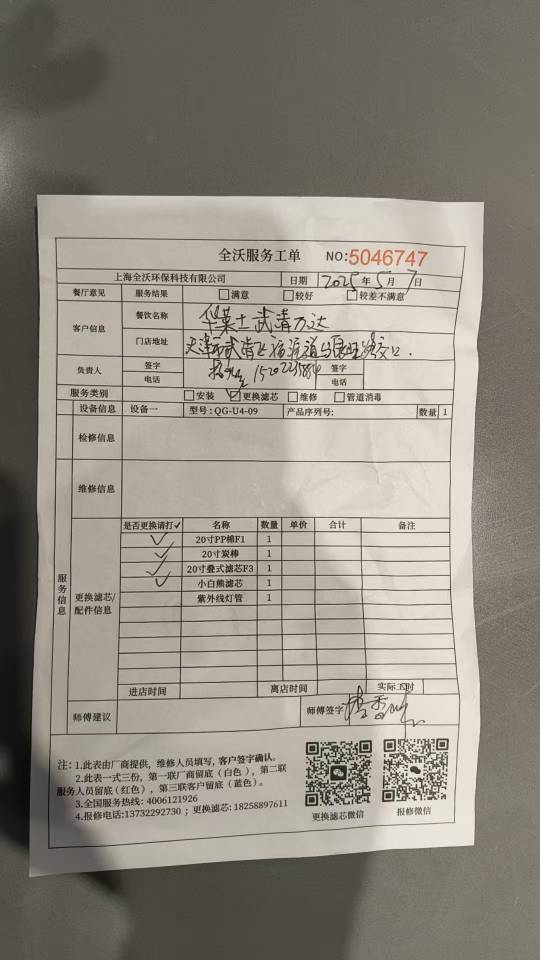 全沃服务工单 NO:5046747
上海全沃环保科技有限公司 日期 2025年5月7日
餐厅意见 服务结果 □满意 □较好 □较差不满意
客户信息 餐饮名称 华莱士武清万达
门店地址 天津市武清区
负责人 签字 签字
电话 电话
服务类别 □安装 ☑更换滤芯 □维修 □管道消毒
设备信息 设备一 型号:QG-U4-09 产品序列号: 数量 1
检修信息
服务信息
维修信息
更换滤芯/配件信息
是否更换请打✓ 名称 数量 单价 合计 备注
✓ 20寸PP棉F1 1
✓ 20寸炭棒 1
✓ 20寸叠式滤芯F3 1
✓ 小白熊滤芯 1
紫外线灯管 1
进店时间 离店时间 实际工时
师傅建议 师傅签字
注: 1.此表由厂商提供, 维修人员填写, 客户签字确认。
2.此表一式三份, 第一联厂商留底(白色), 第二联
服务人员留底(红色), 第三联客户留底(蓝色)。
3.全国服务热线: 4006121926
4.报修电话:13732292730 ; 更换滤芯: 18258897611
更换滤芯微信 报修微信